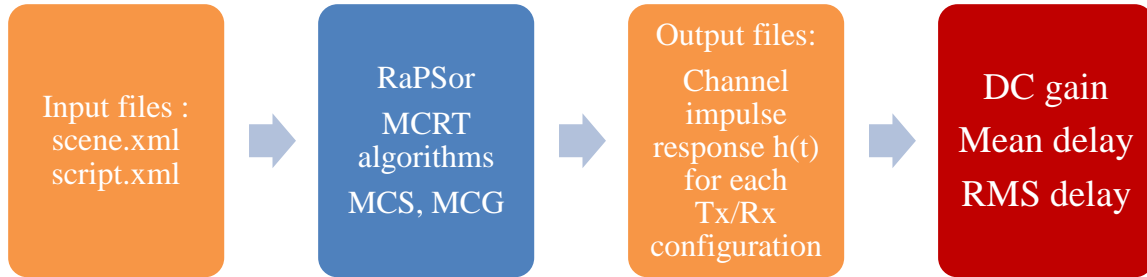 Input files :
scene.xml
script.xml
RaPSor
MCRT
algorithms
MCS, MCG
Output files:
Channel
impulse
response h(t)
for each
Tx/Rx
configuration
DC gain
Mean delay
RMS delay